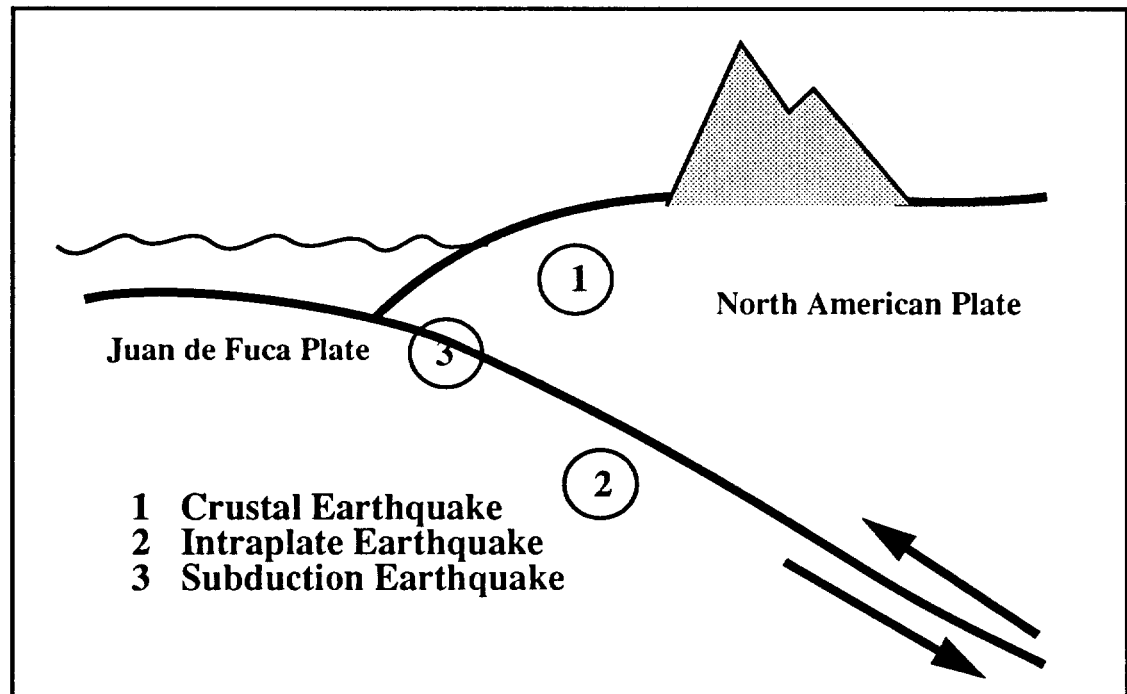 1
North American Plate
Juan de Fuca Plate
3
2
1 Crustal Earthquake
2 Intraplate Earthquake
3 Subduction Earthquake